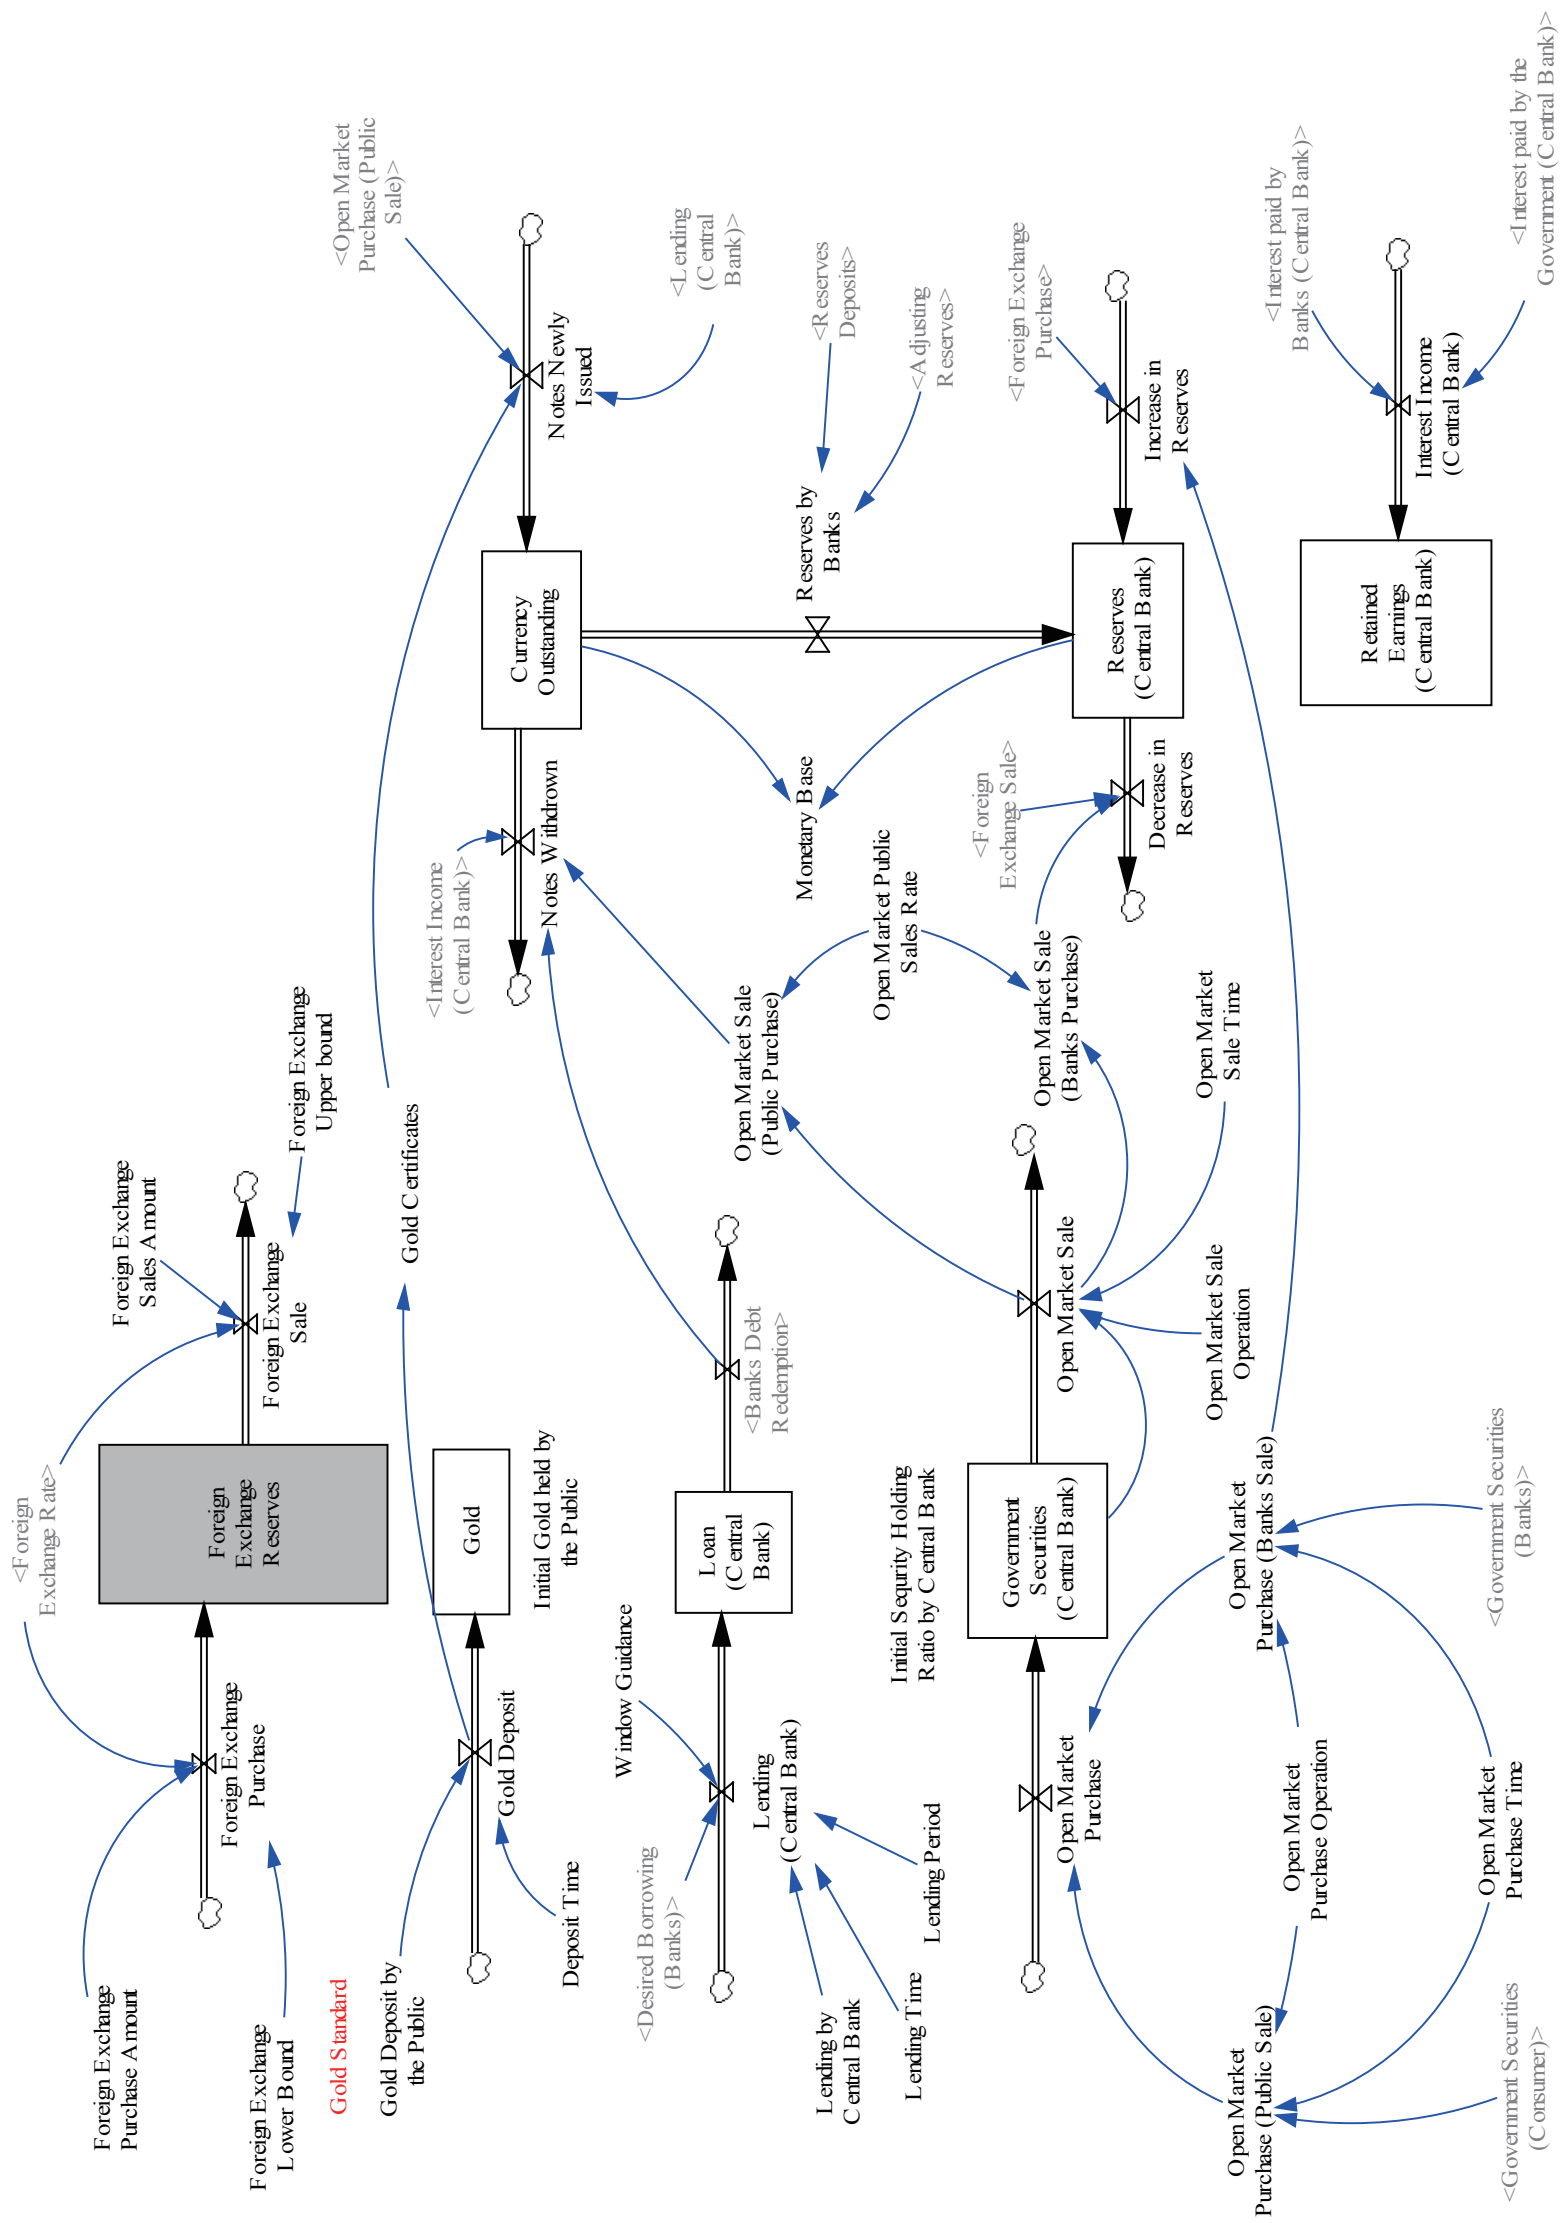 <Foreign
Exchange Rate>
Foreign Exchange
Purchase Amount
Foreign Exchange
Sales Amount
Foreign
Exchange
Reserves
Foreign Exchange
Purchase
Foreign Exchange
Sale
Foreign Exchange
Lower Bound
Foreign Exchange
Upper bound
Gold Standard
<Open Market
Purchase (Public
Sale)>
Gold Deposit by
the Public
Gold Certificates
<Interest Income
(Central Bank)>
Gold
Gold Deposit
Currency
Outstanding
Initial Gold held by
the Public
Notes Withdrown
Notes Newly
Issued
Deposit Time
Window Guidance
<Desired Borrowing
(Banks)>
<Lending
(Central
Bank)>
Loan
(Central
Bank)
<Banks Debt
Redemption>
Open Market Sale
(Public Purchase)
Lending
(Central Bank)
Monetary Base
Reserves by
Banks
<Reserves
Deposits>
Lending by
Central Bank
Open Market Public
Sales Rate
Initial Sequrity Holding
Ratio by Central Bank
<Adjusting
Reserves>
Lending Time
Lending Period
<Foreign
Exchange Sale>
<Foreign Exchange
Purchase>
Government
Securities
(Central Bank)
Open Market Sale
(Banks Purchase)
Open Market
Purchase
Open Market Sale
Reserves
(Central Bank)
Decrease in
Reserves
Increase in
Reserves
Open Market
Sale Time
Open Market Sale
Operation
Open Market
Purchase (Public Sale)
Open Market
Purchase (Banks Sale)
<Interest paid by
Banks (Central Bank)>
Open Market
Purchase Operation
Retained
Earnings
(Central Bank)
Interest Income
(Central Bank)
Open Market
Purchase Time
<Government Securities
(Banks)>
<Government Securities
(Consumer)>
<Interest paid by the
Government (Central Bank)>